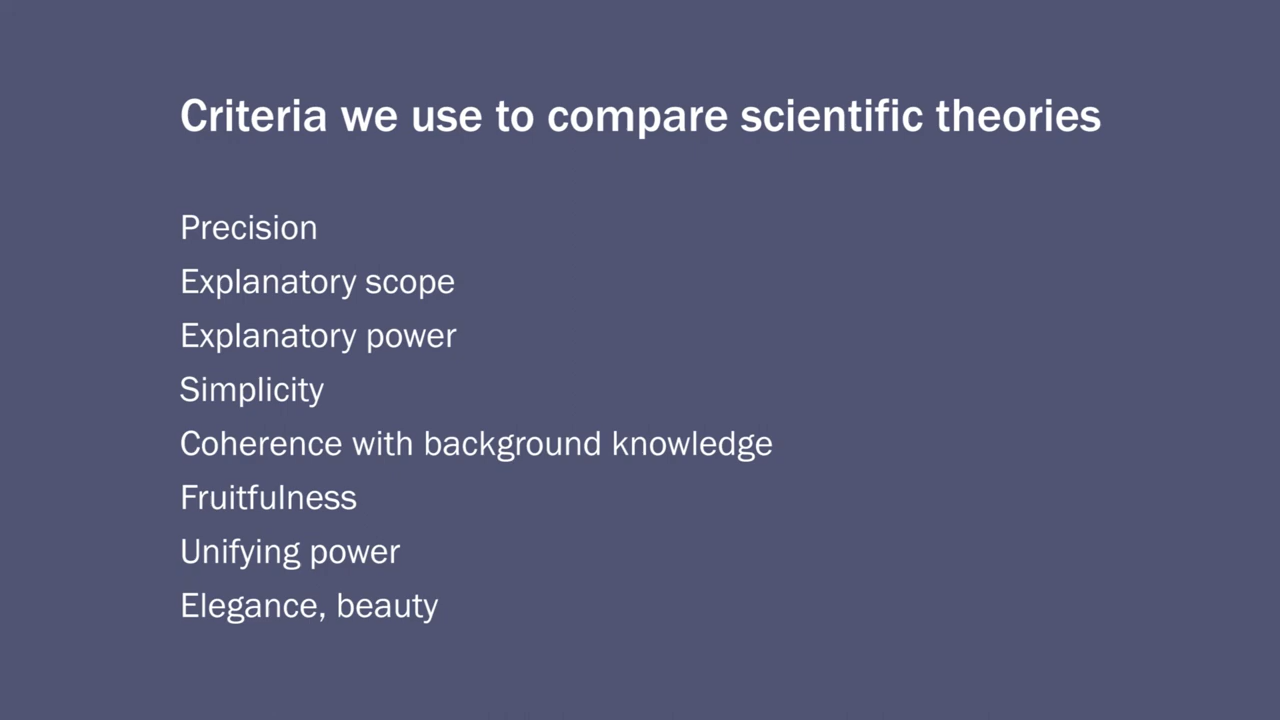 Criteria we use to compare scientific theories
Precision
Explanatory scope
Explanatory power
Simplicity
Coherence with background knowledge
Fruitfulness
Unifying power
Elegance, beauty